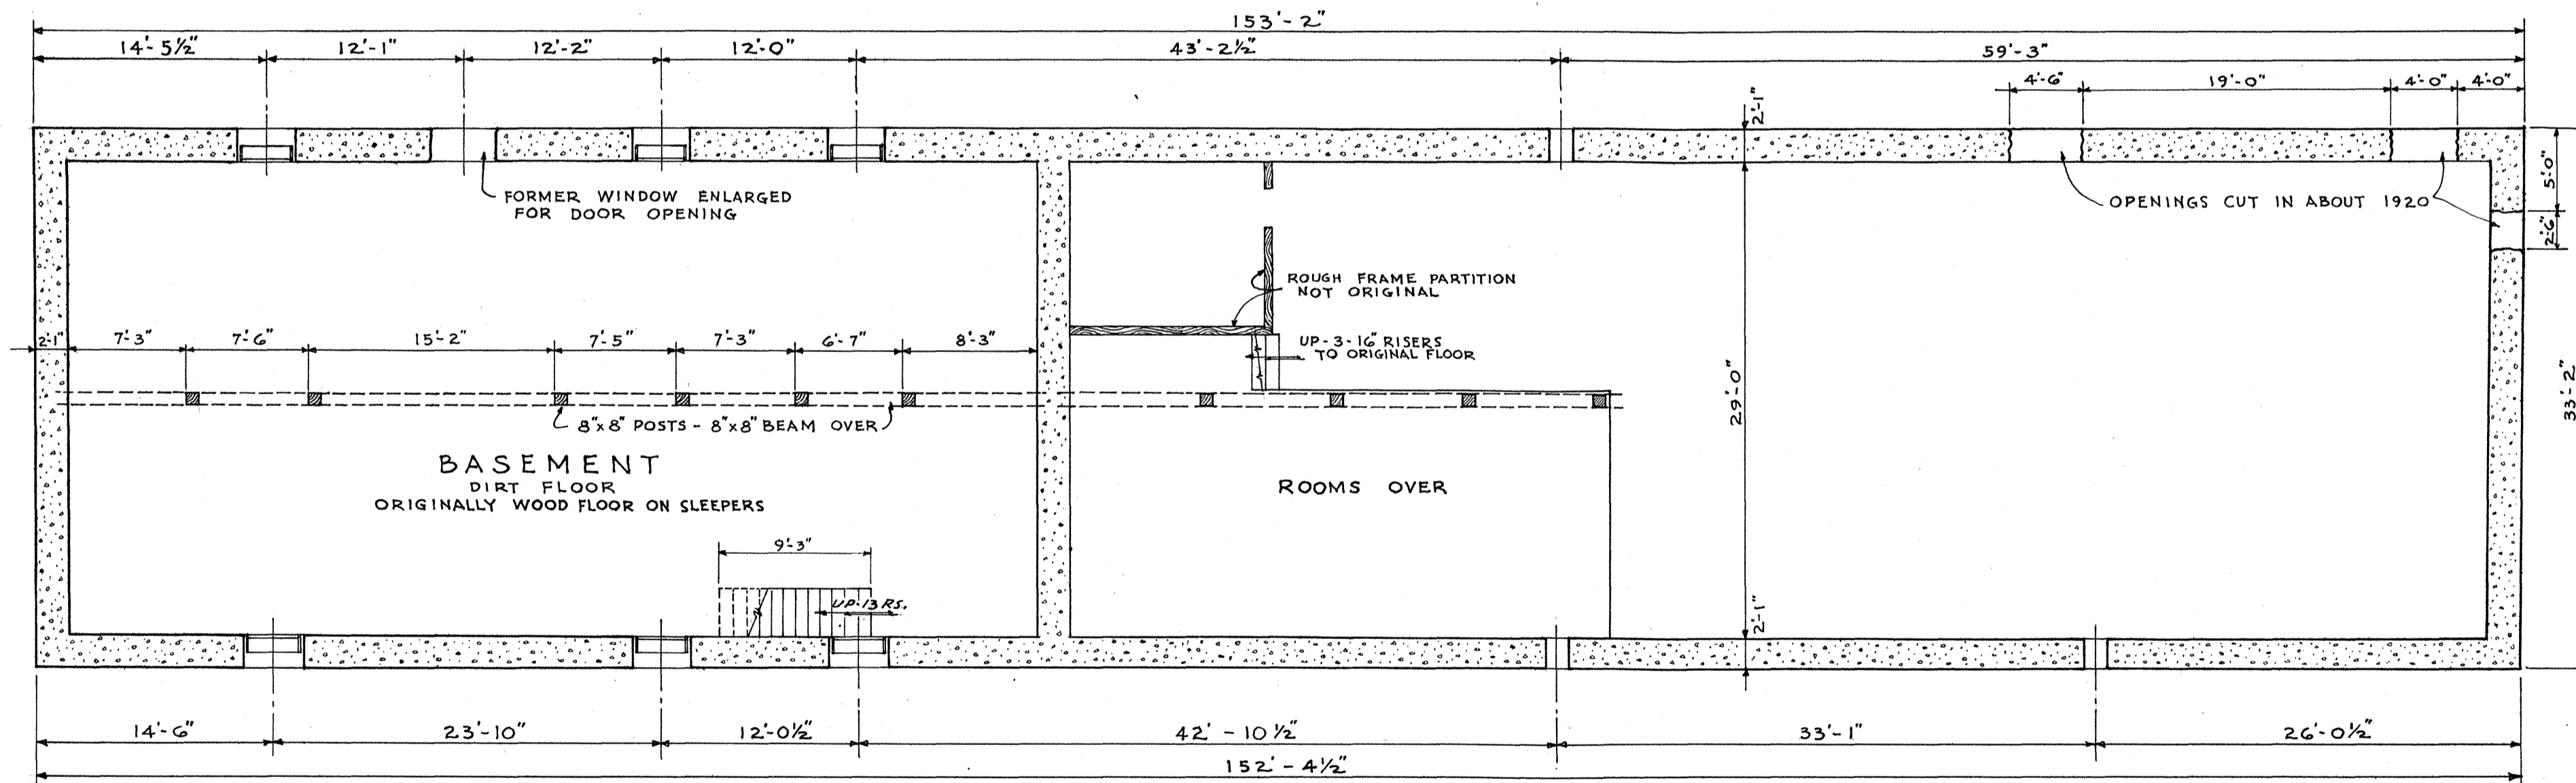 153'-2"
14'-5½" 12'-1" 12'-2" 12'-0" 43'-2½" 59'-3"
4'-6" 19'-0" 4'-0" 4'-0"
2'-1"
5'-0"
2'-6"
FORMER WINDOW ENLARGED
FOR DOOR OPENING
OPENINGS CUT IN ABOUT 1920
ROUGH FRAME PARTITION
NOT ORIGINAL
2'-1" 7'-3" 7'-6" 15'-2" 7'-5" 7'-3" 6'-7" 8'-3"
UP-3-16" RISERS
TO ORIGINAL FLOOR
29'-0"
33'-2"
8"x8" POSTS - 8"x8" BEAM OVER
BASEMENT
DIRT FLOOR
ORIGINALLY WOOD FLOOR ON SLEEPERS
ROOMS OVER
9'-3"
UP-13 RS.
2'-1"
14'-6" 23'-10" 12'-0½" 42'-10½" 33'-1" 26'-0½"
152'-4½"